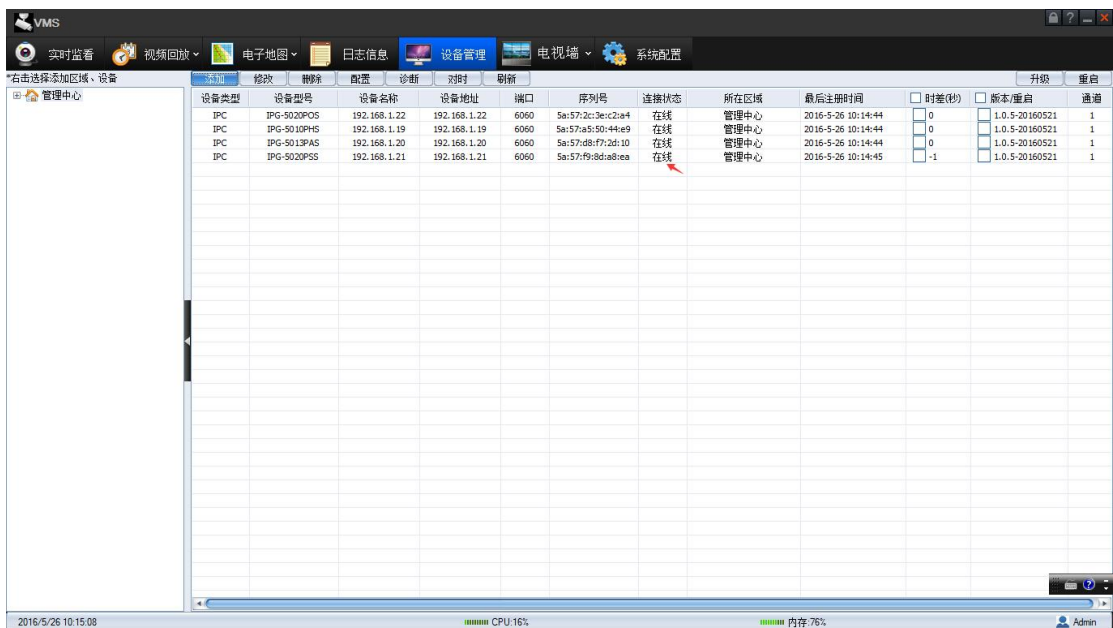 VMS
实时监看 视频回放 电子地图 日志信息 设备管理 电视墙 系统配置
*右击选择添加区域、设备 添加 修改 删除 配置 诊断 对时 刷新 升级 重启
管理中心
设备类型 设备型号 设备名称 设备地址 端口 序列号 连接状态 所在区域 最后注册时间 时差(秒) 版本/重启 通道
IPC IPG-5020POS 192.168.1.22 192.168.1.22 6060 5a:57:2c:3e:c2:a4 在线 管理中心 2016-5-26 10:14:44 0 1.0.5-20160521 1
IPC IPG-5010PHS 192.168.1.19 192.168.1.19 6060 5a:57:a5:50:44:e9 在线 管理中心 2016-5-26 10:14:44 0 1.0.5-20160521 1
IPC IPG-5013PAS 192.168.1.20 192.168.1.20 6060 5a:57:d8:f7:2d:10 在线 管理中心 2016-5-26 10:14:44 0 1.0.5-20160521 1
IPC IPG-5020PSS 192.168.1.21 192.168.1.21 6060 5a:57:f9:8d:a8:ea 在线 管理中心 2016-5-26 10:14:45 -1 1.0.5-20160521 1
2016/5/26 10:15:08 CPU:16% 内存:76% Admin